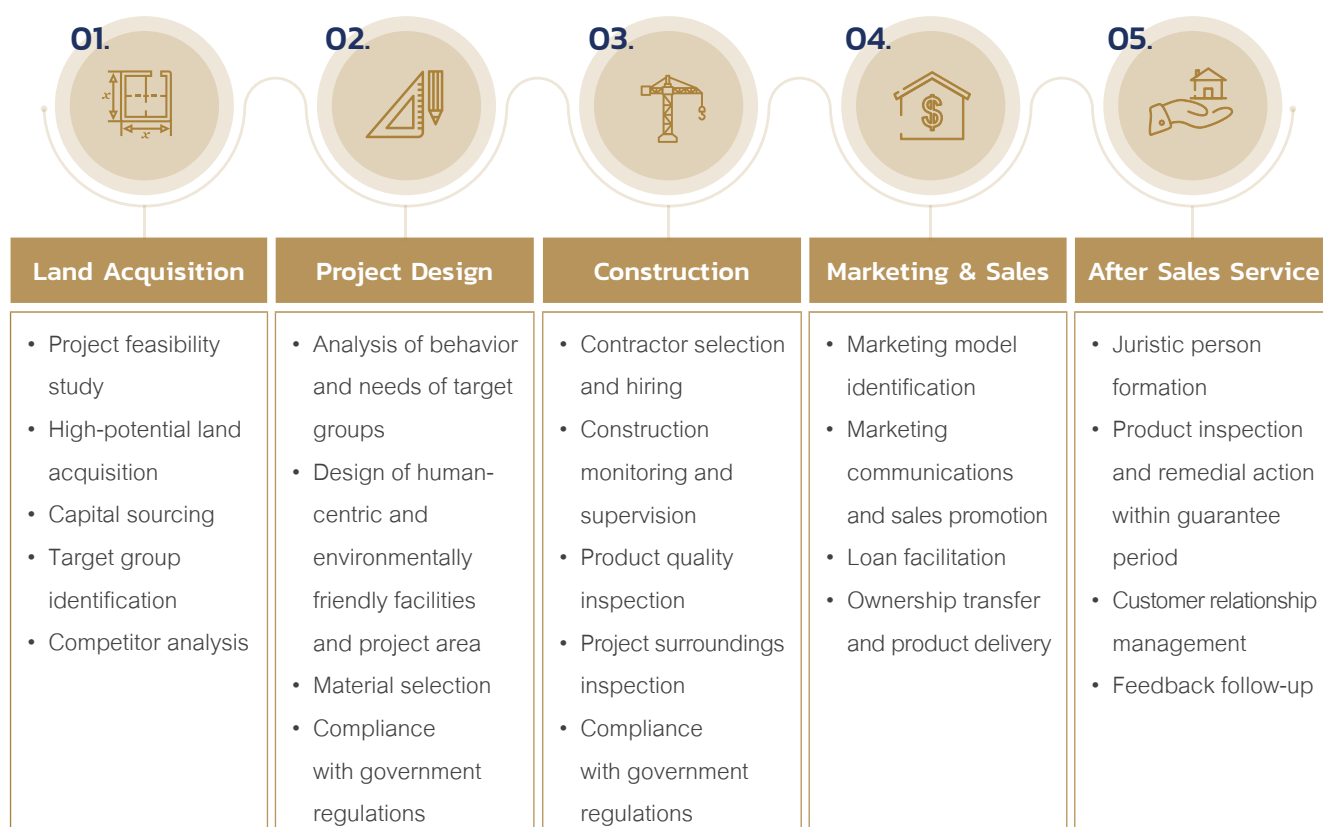 01.
02.
03.
04.
05.
x
x
Land Acquisition
Project Design
Construction
Marketing & Sales
After Sales Service
• Project feasibility
study
• High-potential land
acquisition
• Capital sourcing
• Target group
identification
• Competitor analysis
• Analysis of behavior
and needs of target
groups
• Design of human-
centric and
environmentally
friendly facilities
and project area
• Material selection
• Compliance
with government
regulations
• Contractor selection
and hiring
• Construction
monitoring and
supervision
• Product quality
inspection
• Project surroundings
inspection
• Compliance
with government
regulations
• Marketing model
identification
• Marketing
communications
and sales promotion
• Loan facilitation
• Ownership transfer
and product delivery
• Juristic person
formation
• Product inspection
and remedial action
within guarantee
period
• Customer relationship
management
• Feedback follow-up